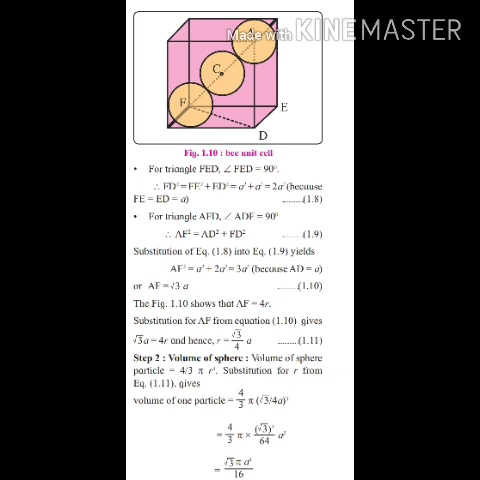 Made with KINEMASTER
A
C
F
E
D
Fig. 1.10 : bcc unit cell
• For triangle FED, ∠ FED = 90°.
∴ FD² = FE² + ED² = a² + a² = 2a² (because
FE = ED = a) .........(1.8)
• For triangle AFD, ∠ ADF = 90°
∴ AF² = AD² + FD² .........(1.9)
Substitution of Eq. (1.8) into Eq. (1.9) yields
AF² = a² + 2a² = 3a² (because AD = a)
or AF = √3 a .........(1.10)
The Fig. 1.10 shows that AF = 4r.
Substitution for AF from equation (1.10) gives
√3a = 4r and hence, r = √3/4 a .........(1.11)
Step 2 : Volume of sphere : Volume of sphere
particle = 4/3 π r³. Substitution for r from
Eq. (1.11), gives
volume of one particle = 4/3 π (√3/4a)³
= 4/3 π × (√3)³/64 a³
= √3 π a³/16